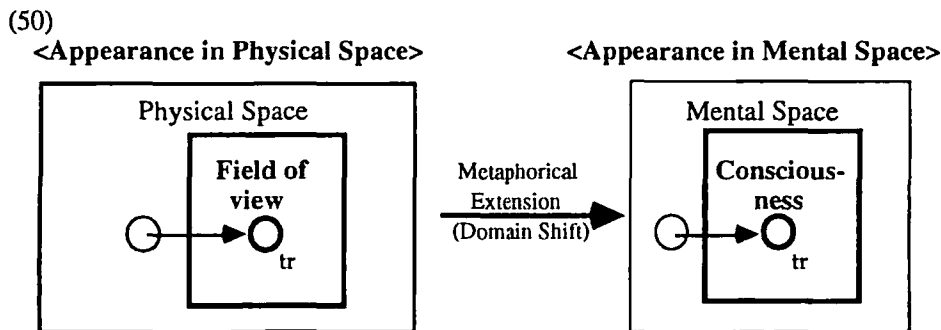 (50)
<Appearance in Physical Space> <Appearance in Mental Space>
Physical Space
Field of
view
tr
Metaphorical
Extension
(Domain Shift)
Mental Space
Conscious-
ness
tr